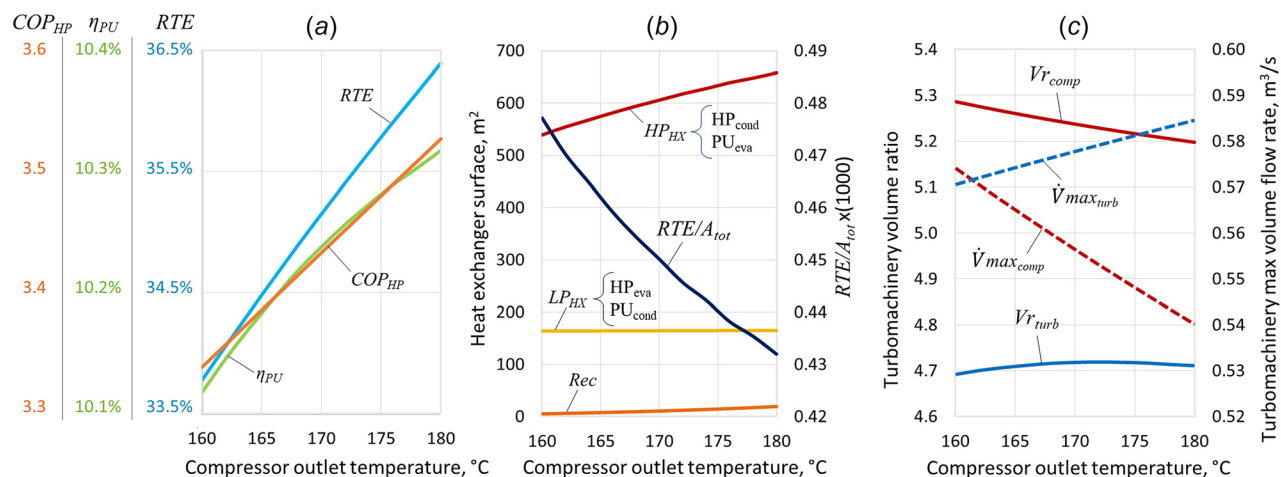 COP_HP η_PU RTE (a)
3.6 10.4% 36.5%
3.5 10.3% 35.5%
3.4 10.2% 34.5%
3.3 10.1% 33.5%
RTE
COP_HP
η_PU
160 165 170 175 180
Compressor outlet temperature, °C
(b)
Heat exchanger surface, m²
700
600
500
400
300
200
100
0
HP_HX { HP_cond
PU_eva
RTE/A_tot
LP_HX { HP_eva
PU_cond
Rec
0.49
0.48
0.47
0.46
0.45
0.44
0.43
0.42
RTE/A_tot x(1000)
160 165 170 175 180
Compressor outlet temperature, °C
(c)
Turbomachinery volume ratio
5.4
5.3
5.2
5.1
5.0
4.9
4.8
4.7
4.6
Vr_comp
V̇max_turb
V̇max_comp
Vr_turb
0.60
0.59
0.58
0.57
0.56
0.55
0.54
0.53
0.52
Turbomachinery max volume flow rate, m³/s
160 165 170 175 180
Compressor outlet temperature, °C